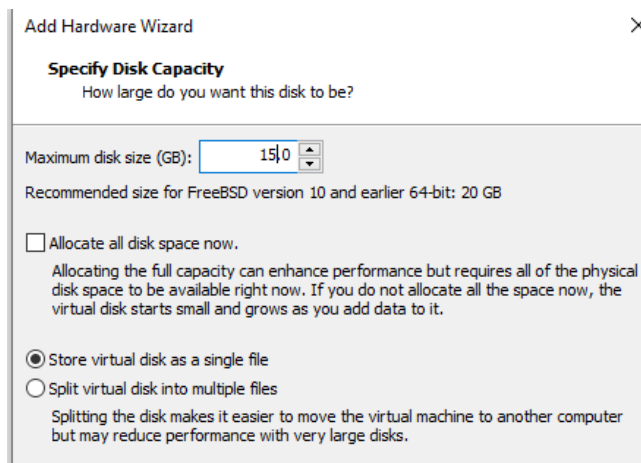 Add Hardware Wizard
Specify Disk Capacity
How large do you want this disk to be?
Maximum disk size (GB): 15.0
Recommended size for FreeBSD version 10 and earlier 64-bit: 20 GB
Allocate all disk space now.
Allocating the full capacity can enhance performance but requires all of the physical
disk space to be available right now. If you do not allocate all the space now, the
virtual disk starts small and grows as you add data to it.
Store virtual disk as a single file
Split virtual disk into multiple files
Splitting the disk makes it easier to move the virtual machine to another computer
but may reduce performance with very large disks.